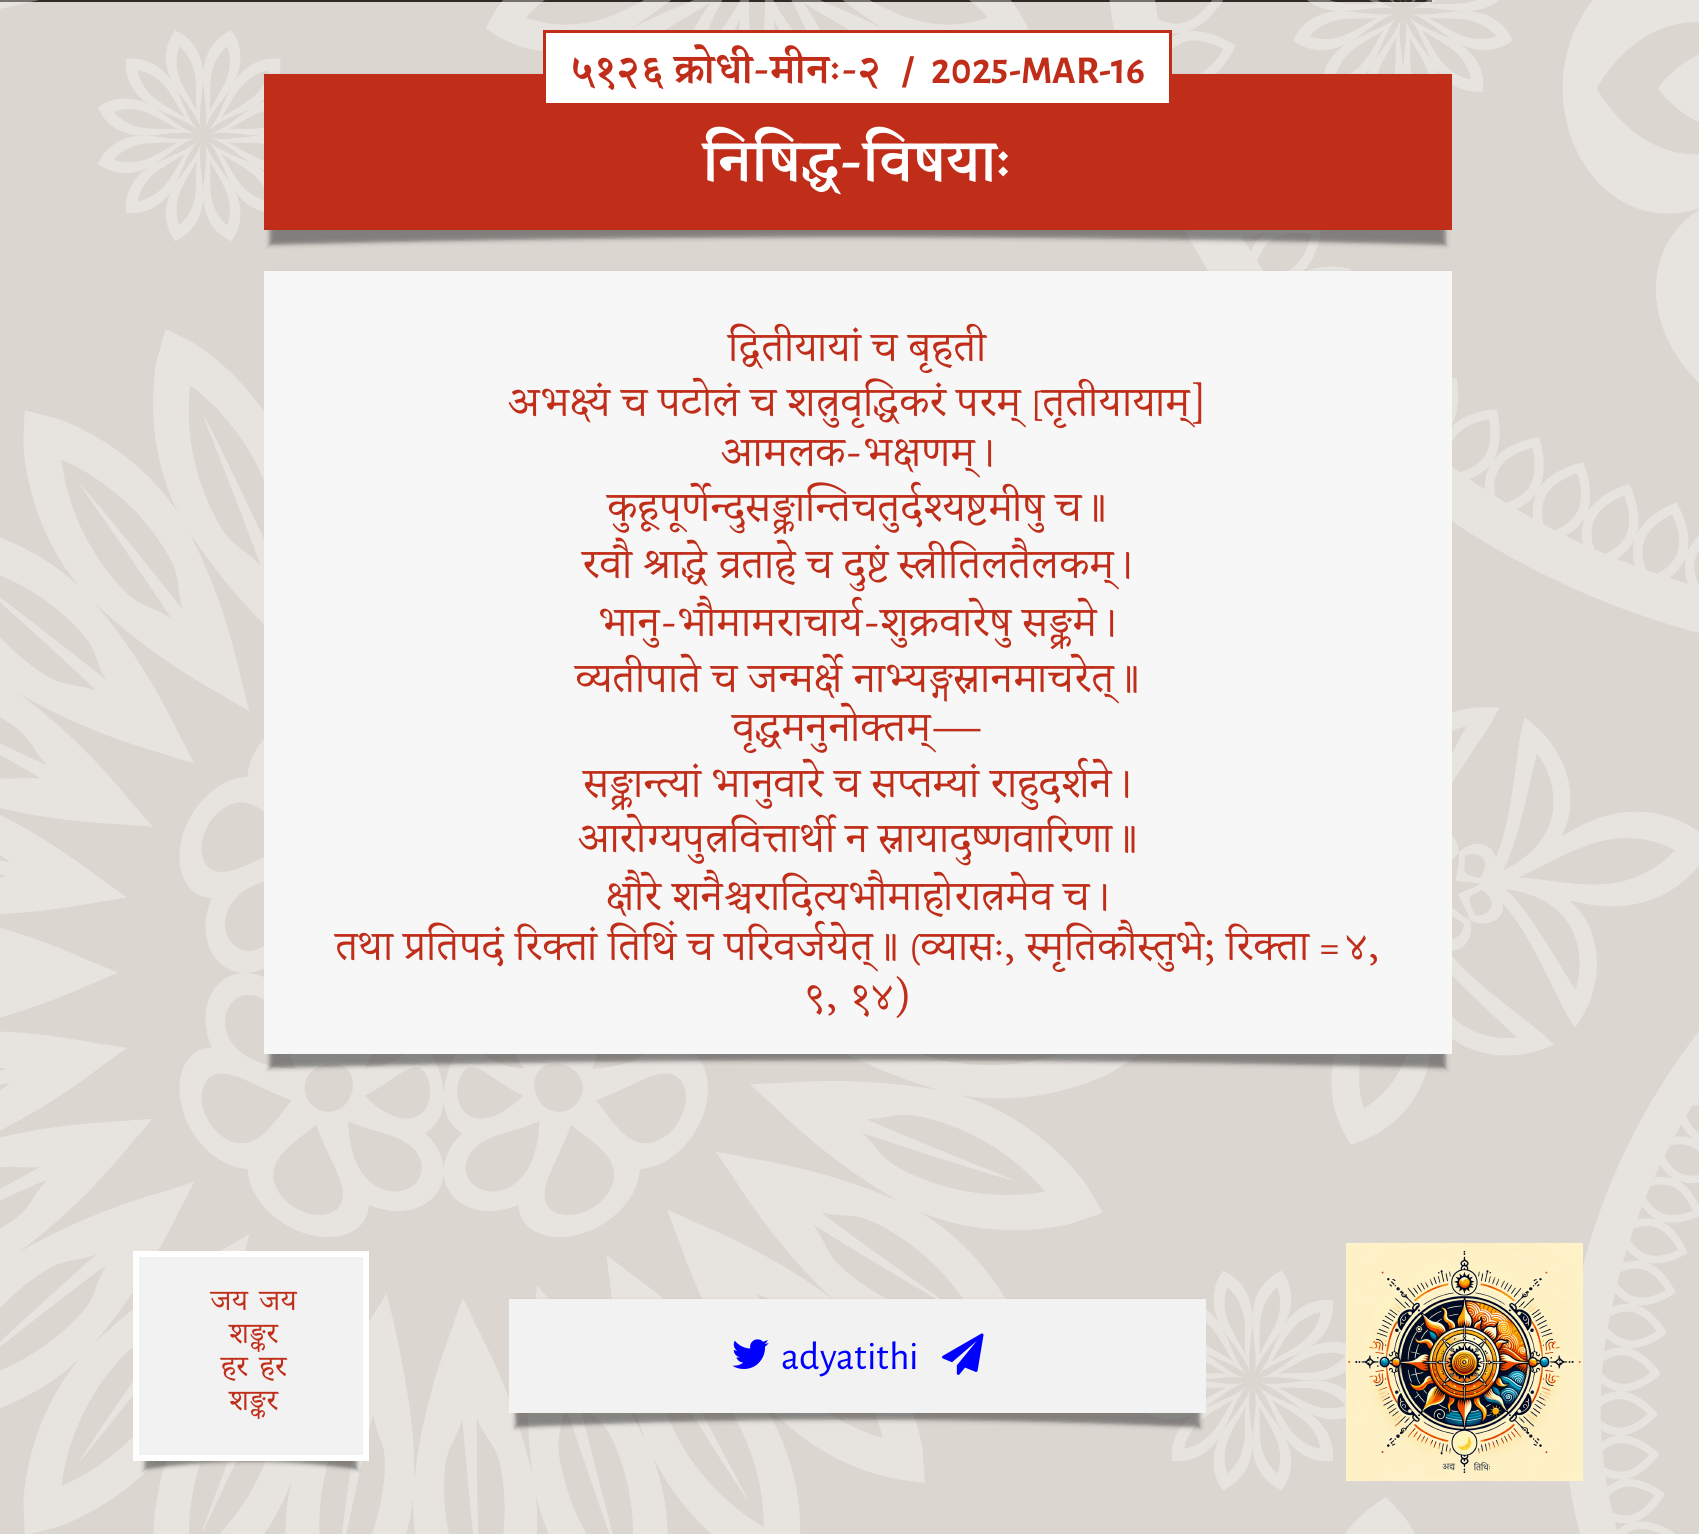 ५१२६ क्रोधी-मीनः-२ / 2025-MAR-16
निषिद्ध-विषयाः
द्वितीयायां च बृहती
अभक्ष्यं च पटोलं च शत्रुवृद्धिकरं परम् [तृतीयायाम्]
आमलक-भक्षणम्।
कुहूपूर्णेन्दुसङ्क्रान्तिचतुर्दश्यष्टमीषु च॥
रवौ श्राद्धे व्रताहे च दुष्टं स्त्रीतिलतैलकम्।
भानु-भौमामराचार्य-शुक्रवारेषु सङ्क्रमे।
व्यतीपाते च जन्मर्क्षे नाभ्यङ्गस्नानमाचरेत्॥
वृद्धमनुनोक्तम्—
सङ्क्रान्त्यां भानुवारे च सप्तम्यां राहुदर्शने।
आरोग्यपुत्रवित्तार्थी न स्नायादुष्णवारिणा॥
क्षौरे शनैश्चरादित्यभौमाहोरात्रमेव च।
तथा प्रतिपदं रिक्तां तिथिं च परिवर्जयेत्॥ (व्यासः, स्मृतिकौस्तुभे; रिक्ता = ४,
९, १४)
जय जय
शङ्कर
हर हर
शङ्कर
adyatithi
अद्य तिथिः